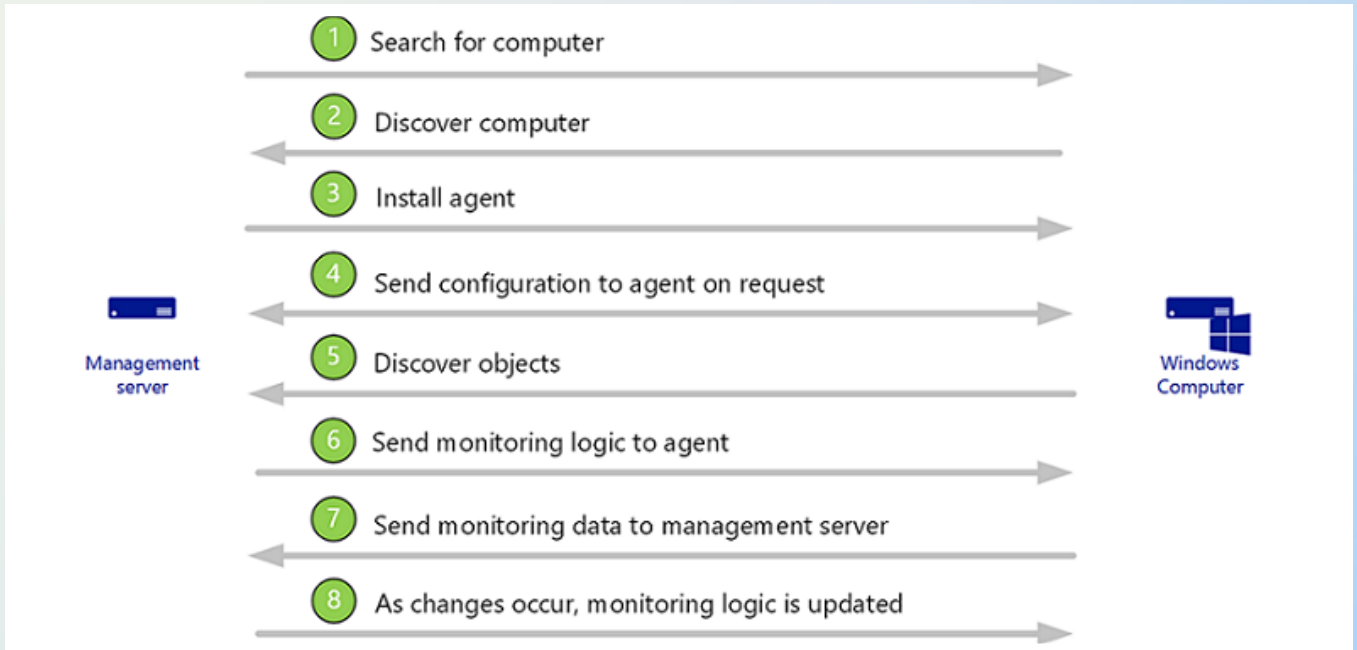 1 Search for computer
2 Discover computer
3 Install agent
4 Send configuration to agent on request
5 Discover objects
6 Send monitoring logic to agent
7 Send monitoring data to management server
8 As changes occur, monitoring logic is updated
Management
server
Windows
Computer